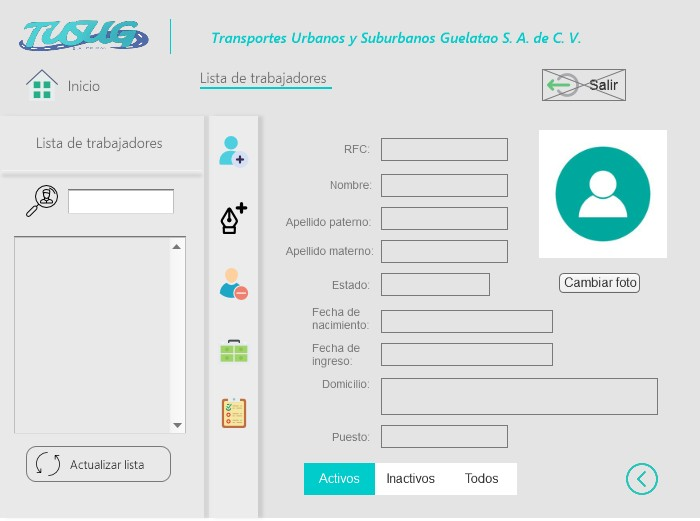 TUSUG
Transportes Urbanos y Suburbanos Guelatao S. A. de C. V.
Inicio
Lista de trabajadores
Salir
Lista de trabajadores
RFC:
Nombre:
Apellido paterno:
Apellido materno:
Estado:
Cambiar foto
Fecha de
nacimiento:
Fecha de
ingreso:
Domicilio:
Puesto:
Actualizar lista
Activos
Inactivos
Todos